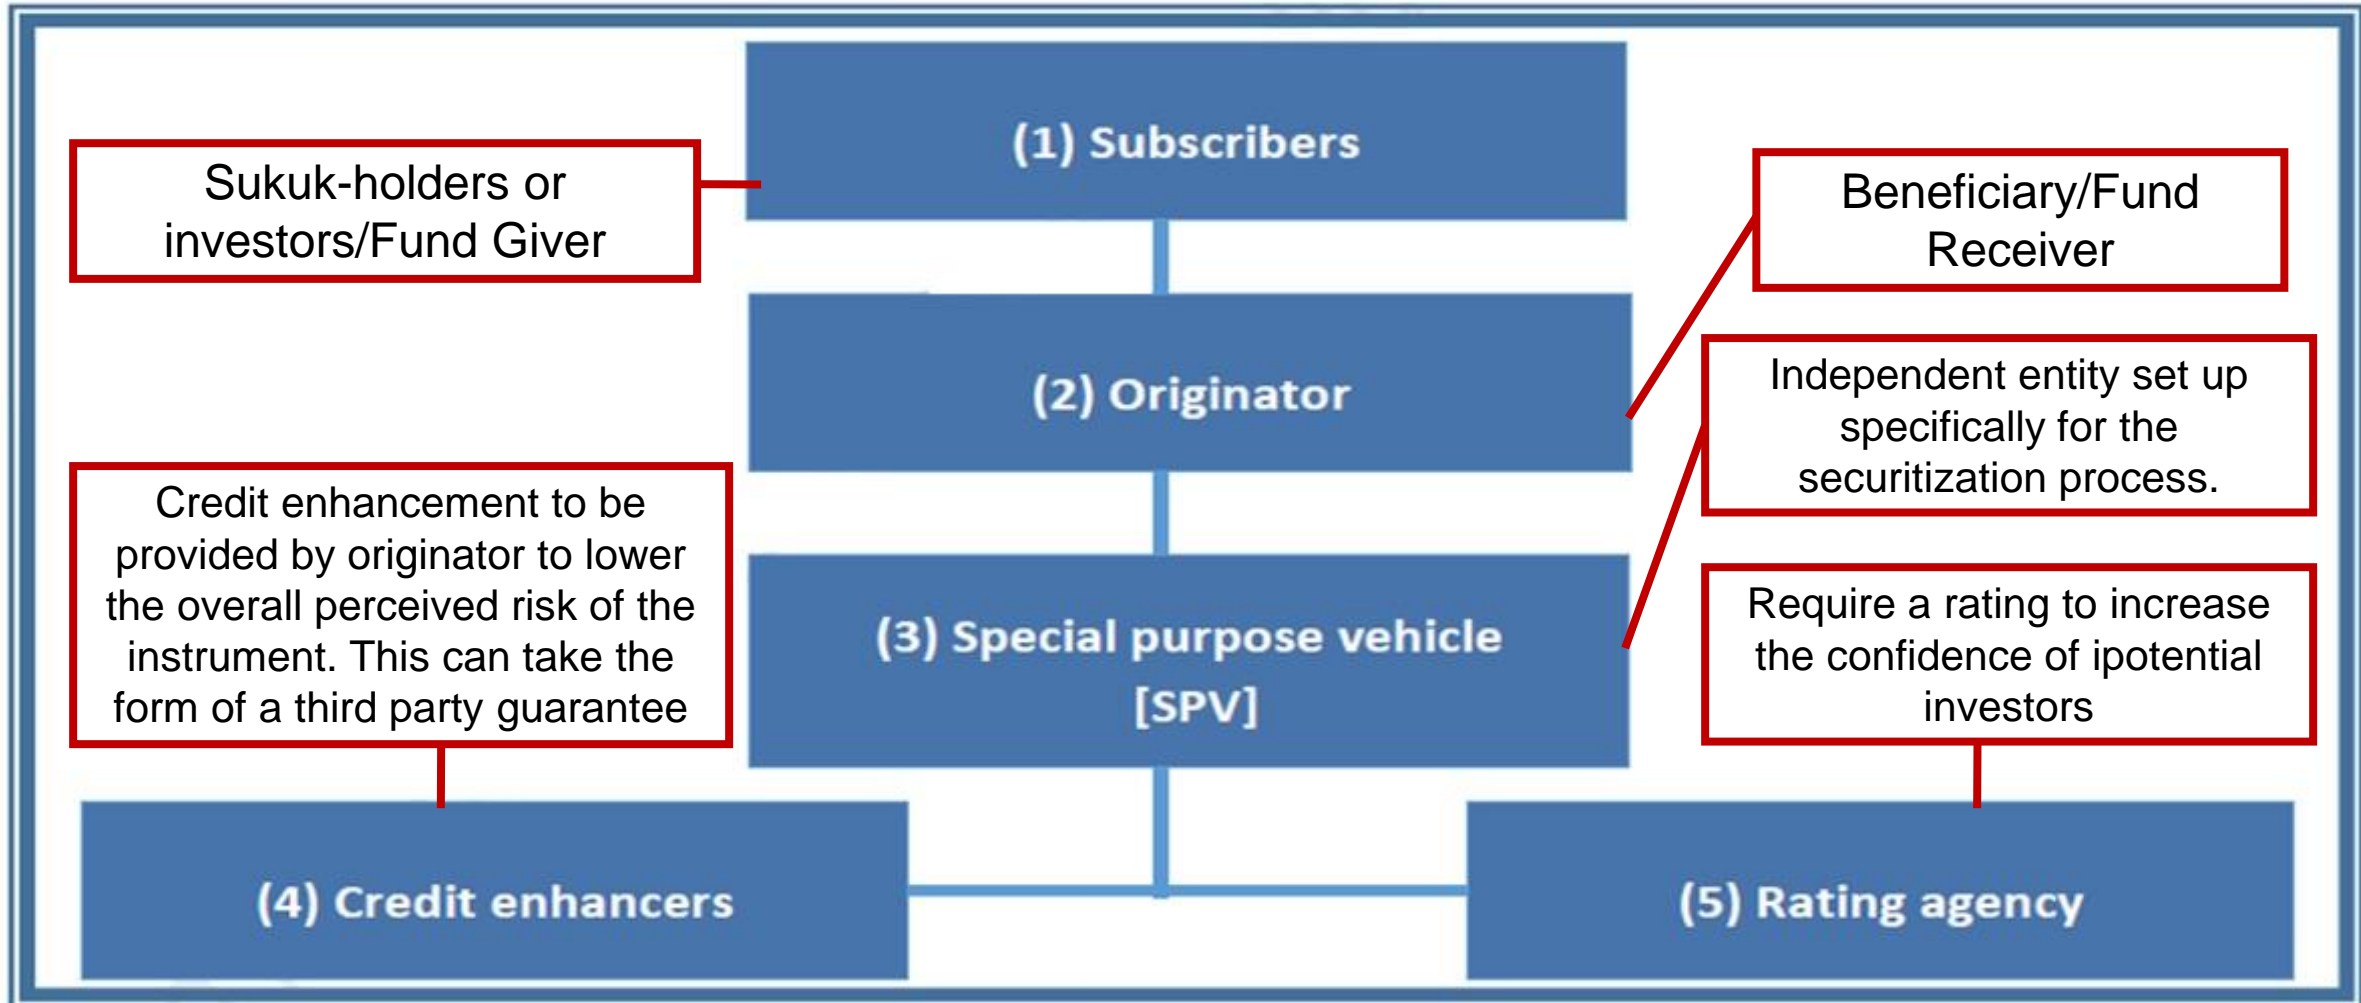 (1) Subscribers
Sukuk-holders or
investors/Fund Giver
Beneficiary/Fund
Receiver
(2) Originator
Independent entity set up
specifically for the
securitization process.
Credit enhancement to be
provided by originator to lower
the overall perceived risk of the
instrument. This can take the
form of a third party guarantee
(3) Special purpose vehicle
[SPV]
Require a rating to increase
the confidence of ipotential
investors
(4) Credit enhancers
(5) Rating agency